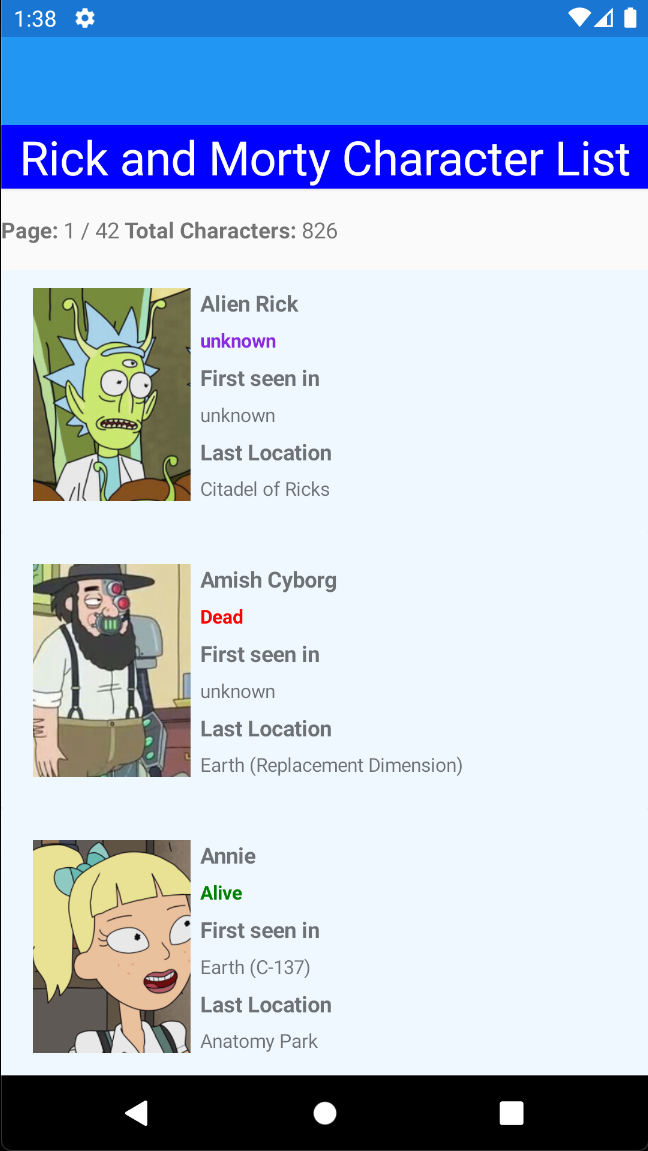 1:38
Rick and Morty Character List
Page: 1 / 42 Total Characters: 826
Alien Rick
unknown
First seen in
unknown
Last Location
Citadel of Ricks
Amish Cyborg
Dead
First seen in
unknown
Last Location
Earth (Replacement Dimension)
Annie
Alive
First seen in
Earth (C-137)
Last Location
Anatomy Park